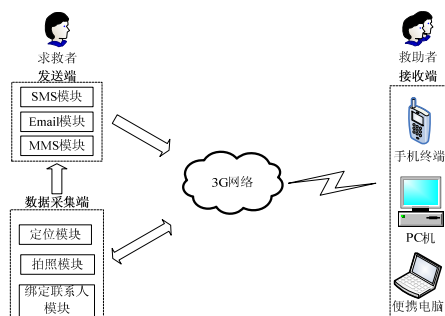 求救者
发送端
SMS模块
Email模块
MMS模块
数据采集端
定位模块
拍照模块
绑定联系人
模块
3G网络
救助者
接收端
手机终端
PC机
便携电脑